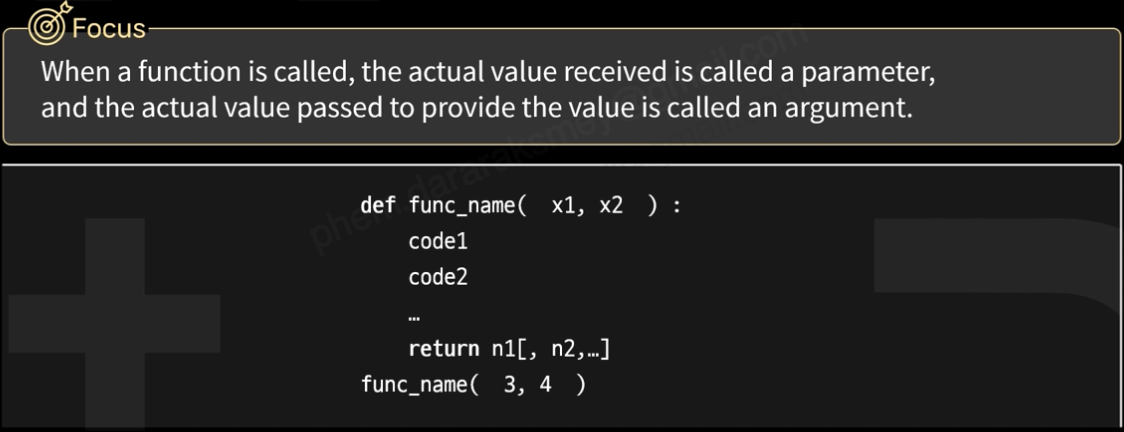 Focus
When a function is called, the actual value received is called a parameter,
and the actual value passed to provide the value is called an argument.
def func_name(  x1, x2  ) :
    code1
    code2
    …
    return n1[, n2,…]
func_name(  3, 4  )